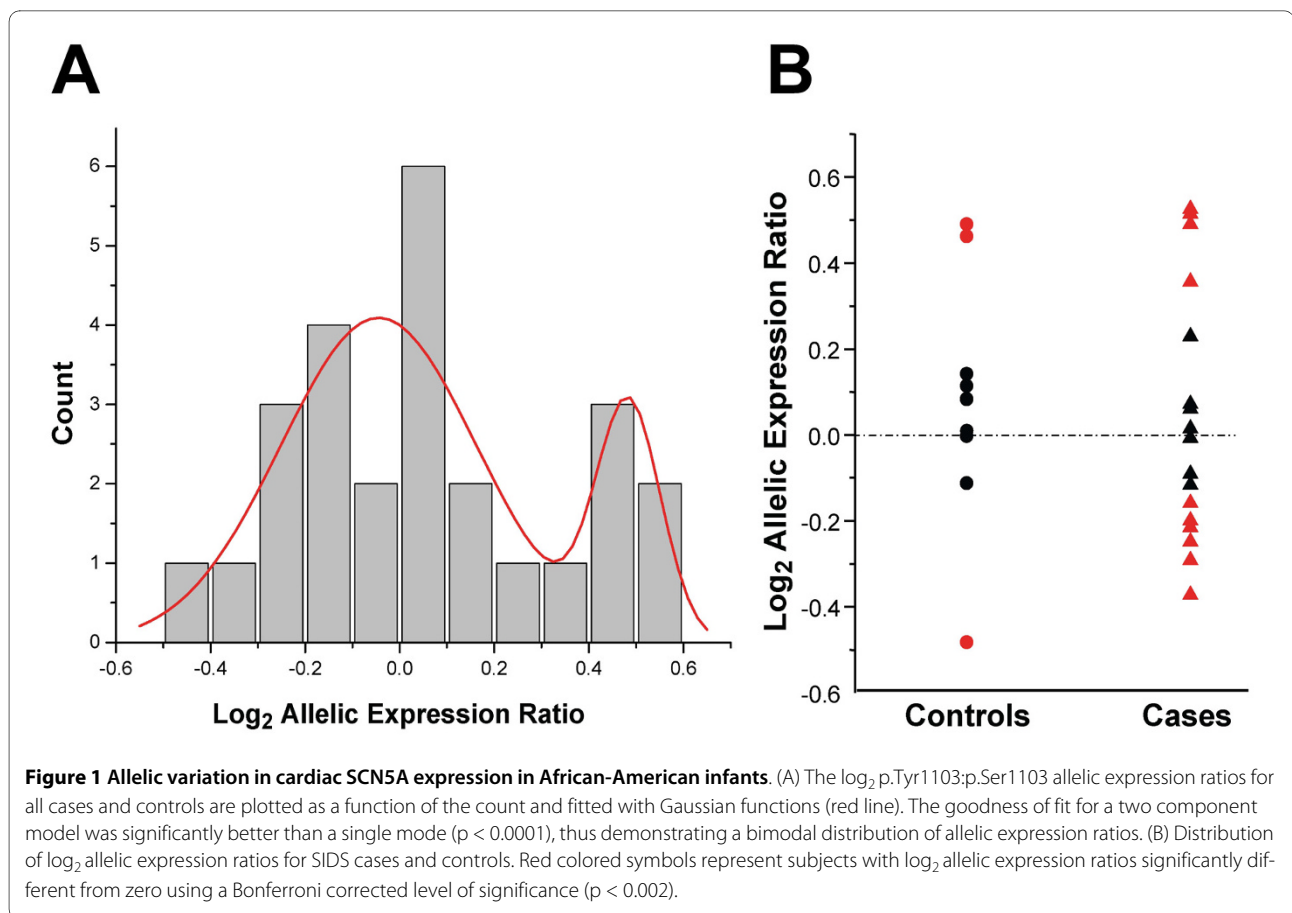 A
6
5
4
3
2
1
0
Count
-0.6
-0.4
-0.2
0.0
0.2
0.4
0.6
Log2 Allelic Expression Ratio
B
0.6
0.4
0.2
0.0
-0.2
-0.4
-0.6
Log2 Allelic Expression Ratio
Controls
Cases
Figure 1 Allelic variation in cardiac SCN5A expression in African-American infants. (A) The log2 p.Tyr1103:p.Ser1103 allelic expression ratios for
all cases and controls are plotted as a function of the count and fitted with Gaussian functions (red line). The goodness of fit for a two component
model was significantly better than a single mode (p < 0.0001), thus demonstrating a bimodal distribution of allelic expression ratios. (B) Distribution
of log2 allelic expression ratios for SIDS cases and controls. Red colored symbols represent subjects with log2 allelic expression ratios significantly dif-
ferent from zero using a Bonferroni corrected level of significance (p < 0.002).